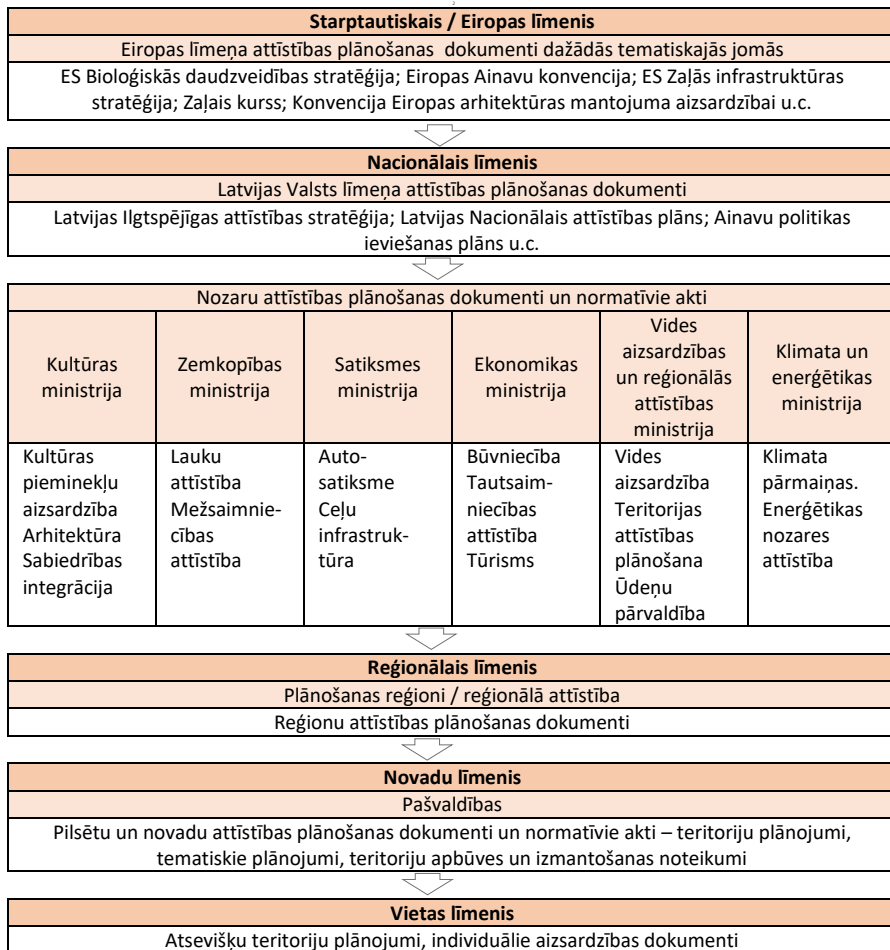 2
Starptautiskais / Eiropas līmenis
Eiropas līmeņa attīstības plānošanas dokumenti dažādās tematiskajās jomās
ES Bioloģiskās daudzveidības stratēģija; Eiropas Ainavu konvencija; ES Zaļās infrastruktūras
stratēģija; Zaļais kurss; Konvencija Eiropas arhitektūras mantojuma aizsardzībai u.c.
Nacionālais līmenis
Latvijas Valsts līmeņa attīstības plānošanas dokumenti
Latvijas Ilgtspējīgas attīstības stratēģija; Latvijas Nacionālais attīstības plāns; Ainavu politikas
ieviešanas plāns u.c.
Nozaru attīstības plānošanas dokumenti un normatīvie akti
Kultūras
ministrija
Zemkopības
ministrija
Satiksmes
ministrija
Ekonomikas
ministrija
Vides
aizsardzības
un reģionālās
attīstības
ministrija
Klimata un
enerģētikas
ministrija
Kultūras
pieminekļu
aizsardzība
Arhitektūra
Sabiedrības
integrācija
Lauku
attīstība
Mežsaimnie-
cības
attīstība
Auto-
satiksme
Ceļu
infrastruk-
tūra
Būvniecība
Tautsaim-
niecības
attīstība
Tūrisms
Vides
aizsardzība
Teritorijas
attīstības
plānošana
Ūdeņu
pārvaldība
Klimata
pārmaiņas.
Enerģētikas
nozares
attīstība
Reģionālais līmenis
Plānošanas reģioni / reģionālā attīstība
Reģionu attīstības plānošanas dokumenti
Novadu līmenis
Pašvaldības
Pilsētu un novadu attīstības plānošanas dokumenti un normatīvie akti – teritoriju plānojumi,
tematiskie plānojumi, teritoriju apbūves un izmantošanas noteikumi
Vietas līmenis
Atsevišķu teritoriju plānojumi, individuālie aizsardzības dokumenti